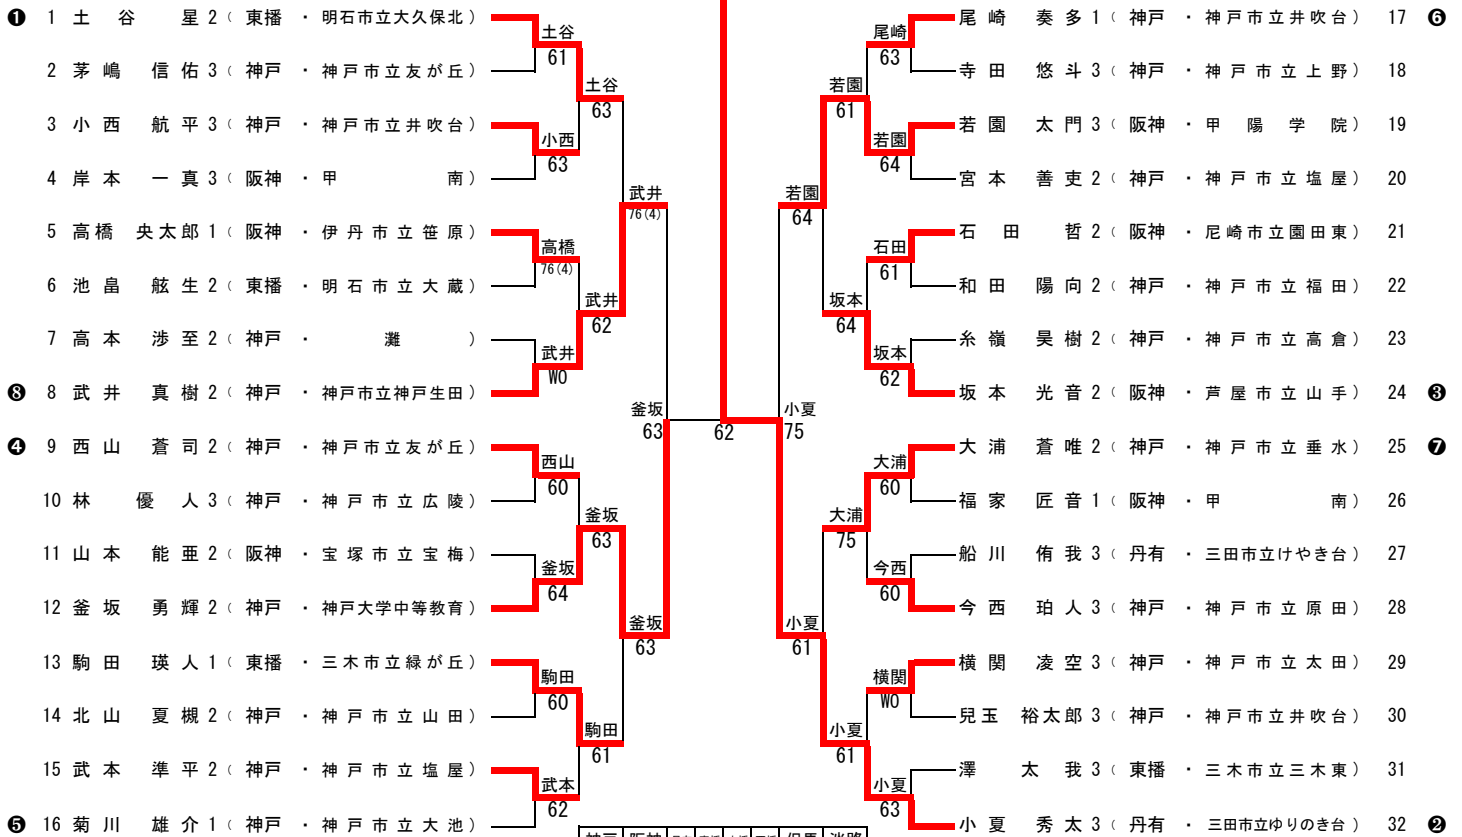 ❶ 1 土谷 星 2 ( 東播 ・ 明石市立大久保北 )
2 茅嶋 信佑 3 ( 神戸 ・ 神戸市立友が丘 )
3 小西 航平 3 ( 神戸 ・ 神戸市立井吹台 )
4 岸本 一真 3 ( 阪神 ・ 甲南 )
5 高橋 央太郎 1 ( 阪神 ・ 伊丹市立笹原 )
6 池畠 舷生 2 ( 東播 ・ 明石市立大蔵 )
7 高本 渉至 2 ( 神戸 ・ 灘 )
❽ 8 武井 真樹 2 ( 神戸 ・ 神戸市立神戸生田 )
❹ 9 西山 蒼司 2 ( 神戸 ・ 神戸市立友が丘 )
10 林 優人 3 ( 神戸 ・ 神戸市立広陵 )
11 山本 能亜 2 ( 阪神 ・ 宝塚市立宝梅 )
12 釜坂 勇輝 2 ( 神戸 ・ 神戸大学中等教育 )
13 駒田 瑛人 1 ( 東播 ・ 三木市立緑が丘 )
14 北山 夏槻 2 ( 神戸 ・ 神戸市立山田 )
15 武本 準平 2 ( 神戸 ・ 神戸市立塩屋 )
❺ 16 菊川 雄介 1 ( 神戸 ・ 神戸市立大池 )
土谷
61
小西
63
高橋
76(4)
武井
WO
西山
60
釜坂
64
駒田
60
武本
62
土谷
63
武井
62
釜坂
63
駒田
61
武井
76(4)
釜坂
63
釜坂
63
62
小夏
75
若園
64
小夏
61
若園
61
坂本
64
大浦
75
小夏
61
尾崎
63
若園
64
石田
61
坂本
62
大浦
60
今西
60
横関
WO
小夏
63
尾崎 奏多 1 ( 神戸 ・ 神戸市立井吹台 ) 17 ❻
寺田 悠斗 3 ( 神戸 ・ 神戸市立上野 ) 18
若園 太門 3 ( 阪神 ・ 甲陽学院 ) 19
宮本 善吏 2 ( 神戸 ・ 神戸市立塩屋 ) 20
石田 哲 2 ( 阪神 ・ 尼崎市立園田東 ) 21
和田 陽向 2 ( 神戸 ・ 神戸市立福田 ) 22
糸嶺 昊樹 2 ( 神戸 ・ 神戸市立高倉 ) 23
坂本 光音 2 ( 阪神 ・ 芦屋市立山手 ) 24 ❸
大浦 蒼唯 2 ( 神戸 ・ 神戸市立垂水 ) 25 ❼
福家 匠音 1 ( 阪神 ・ 甲南 ) 26
船川 侑我 3 ( 丹有 ・ 三田市立けやき台 ) 27
今西 珀人 3 ( 神戸 ・ 神戸市立原田 ) 28
横関 凌空 3 ( 神戸 ・ 神戸市立太田 ) 29
兒玉 裕太郎 3 ( 神戸 ・ 神戸市立井吹台 ) 30
澤 太我 3 ( 東播 ・ 三木市立三木東 ) 31
小夏 秀太 3 ( 丹有 ・ 三田市立ゆりのき台 ) 32 ❷